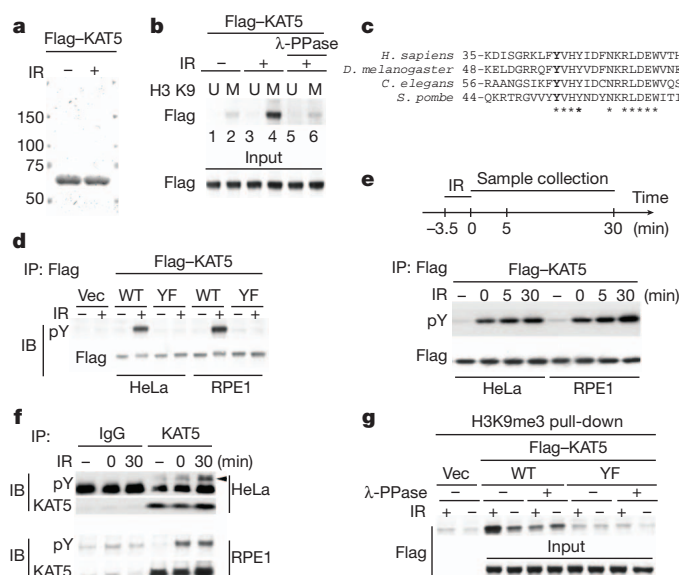 a
Flag–KAT5
IR – +
150
100
75
50
b
Flag–KAT5
λ-PPase
IR – + +
H3 K9 U M U M U M
Flag
1 2 3 4 5 6
Input
Flag
c
H. sapiens 35-KDISGRKLFYVHYIDFNKRLDEWVTH
D. melanogaster 48-KELDGRRQFYVHYIDFNKRLDEWVT
C. elegans 56-RAANGSIKFYVHYIDCNRRLDEWVQS
S. pombe 44-QKRTRGVVYYVNDYNKRLDEWITI
**** * *****
d
IP: Flag
Flag–KAT5
Vec WT YF WT YF
IR – + – + – + – + – +
IB pY
Flag
HeLa RPE1
e
IR Sample collection
Time
–3.5 0 5 30 (min)
IP: Flag
Flag–KAT5
IR – 0 5 30 – 0 5 30 (min)
pY
Flag
HeLa RPE1
f
IP: IgG KAT5
IR – 0 30 – 0 30 (min)
IB pY HeLa
KAT5
IB pY RPE1
KAT5
g
H3K9me3 pull-down
Flag–KAT5
Vec WT YF
λ-PPase – – + – +
IR + – + – + – + – + –
Flag
Input